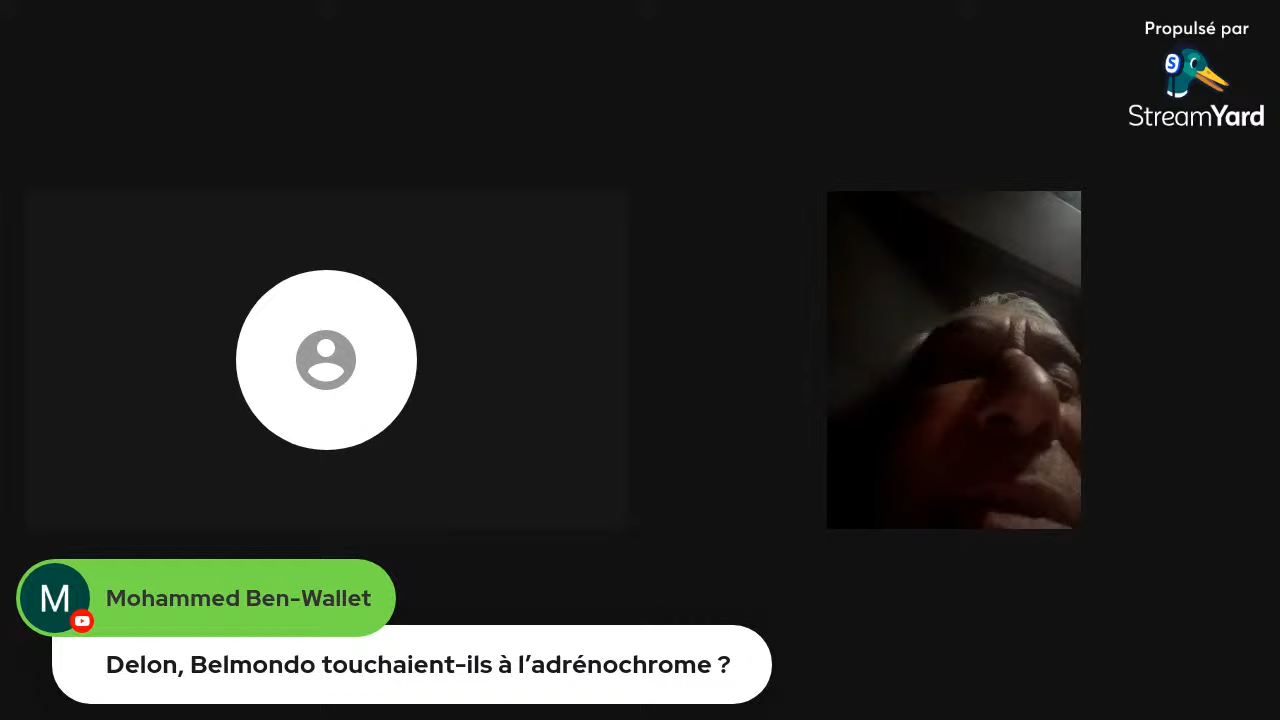 Propulsé par
S
StreamYard
M
Mohammed Ben-Wallet
Delon, Belmondo touchaient-ils à l’adrénochrome ?